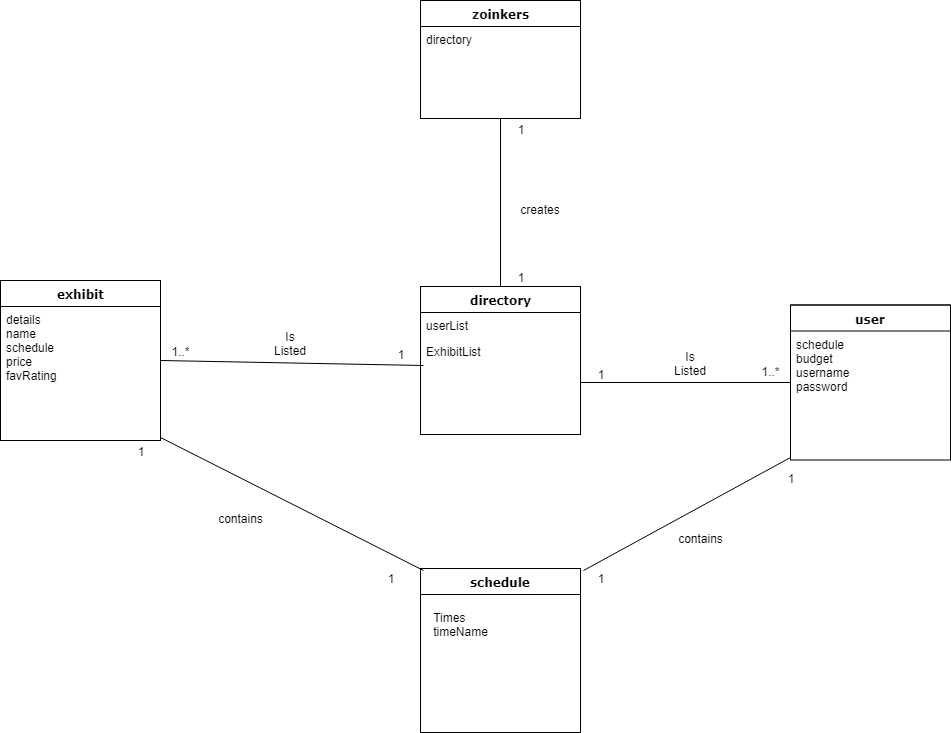 zoinkers
directory
1
creates
1
exhibit
details
name
schedule
price
favRating
1..*
Is
Listed
1
directory
userList
ExhibitList
1
Is
Listed
1..*
user
schedule
budget
username
password
1
contains
1
1
contains
1
schedule
Times
timeName